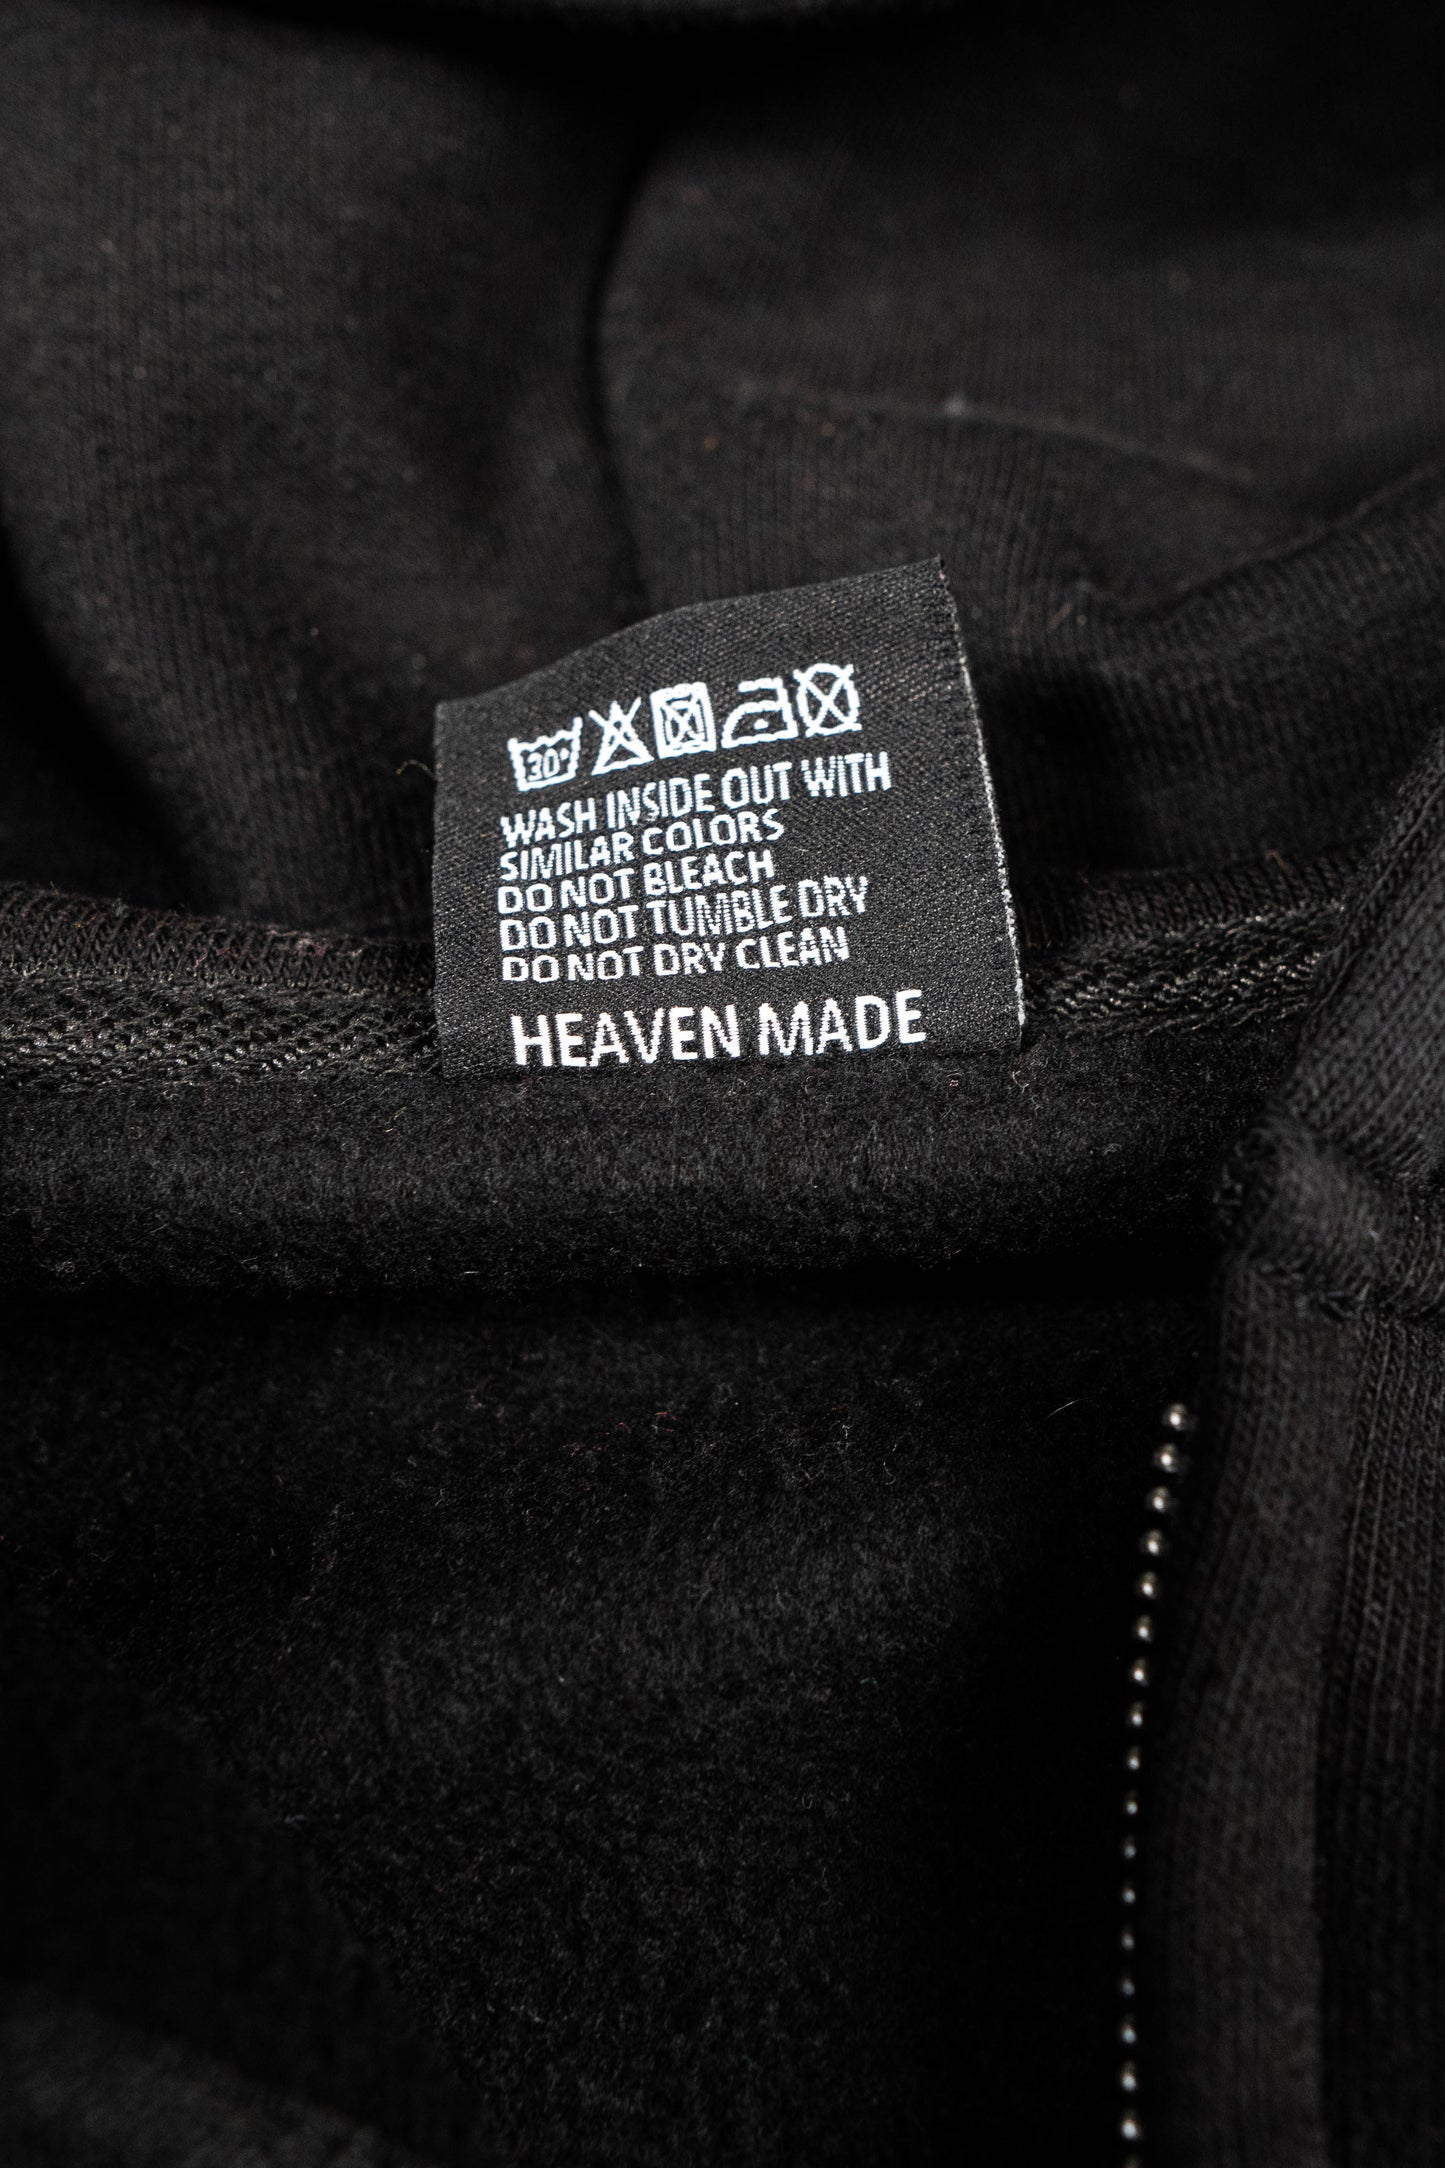 30°
WASH INSIDE OUT WITH
SIMILAR COLORS
DO NOT BLEACH
DO NOT TUMBLE DRY
DO NOT DRY CLEAN
HEAVEN MADE